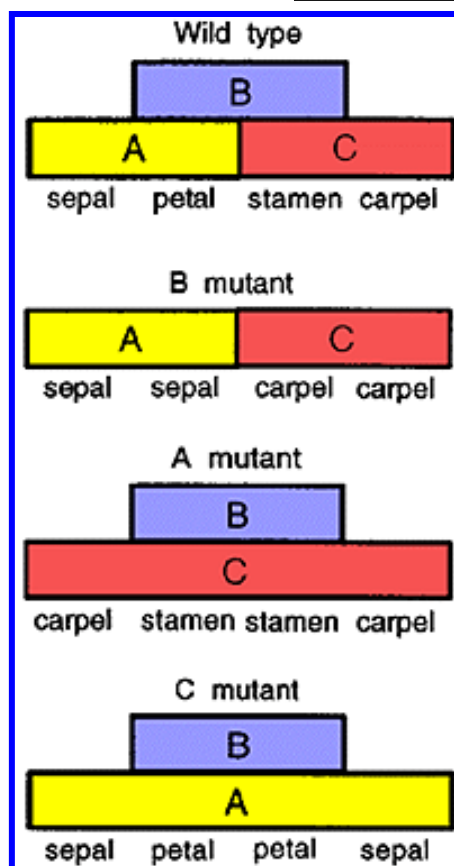 Wild type
B
A C
sepal petal stamen carpel
B mutant
A C
sepal sepal carpel carpel
A mutant
B
C
carpel stamen stamen carpel
C mutant
B
A
sepal petal petal sepal